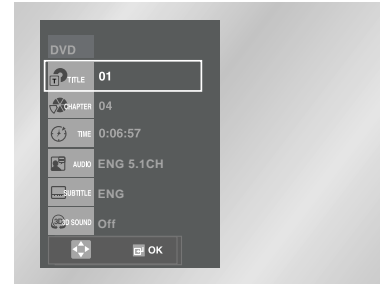 DVD
T TITLE 01
CHAPTER 04
TIME 0:06:57
AUDIO ENG 5.1CH
SUBTITLE ENG
3D SOUND Off
OK